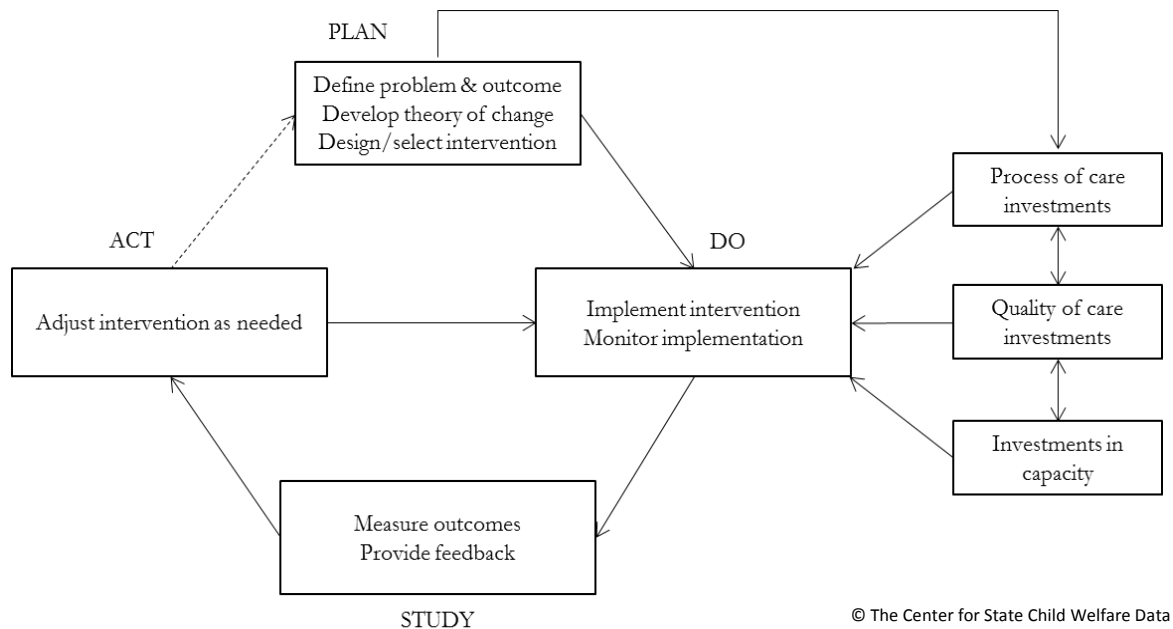 PLAN
Define problem & outcome
Develop theory of change
Design/select intervention
Process of care
investments
ACT
DO
Adjust intervention as needed
Implement intervention
Monitor implementation
Quality of care
investments
Investments in
capacity
Measure outcomes
Provide feedback
STUDY
© The Center for State Child Welfare Data